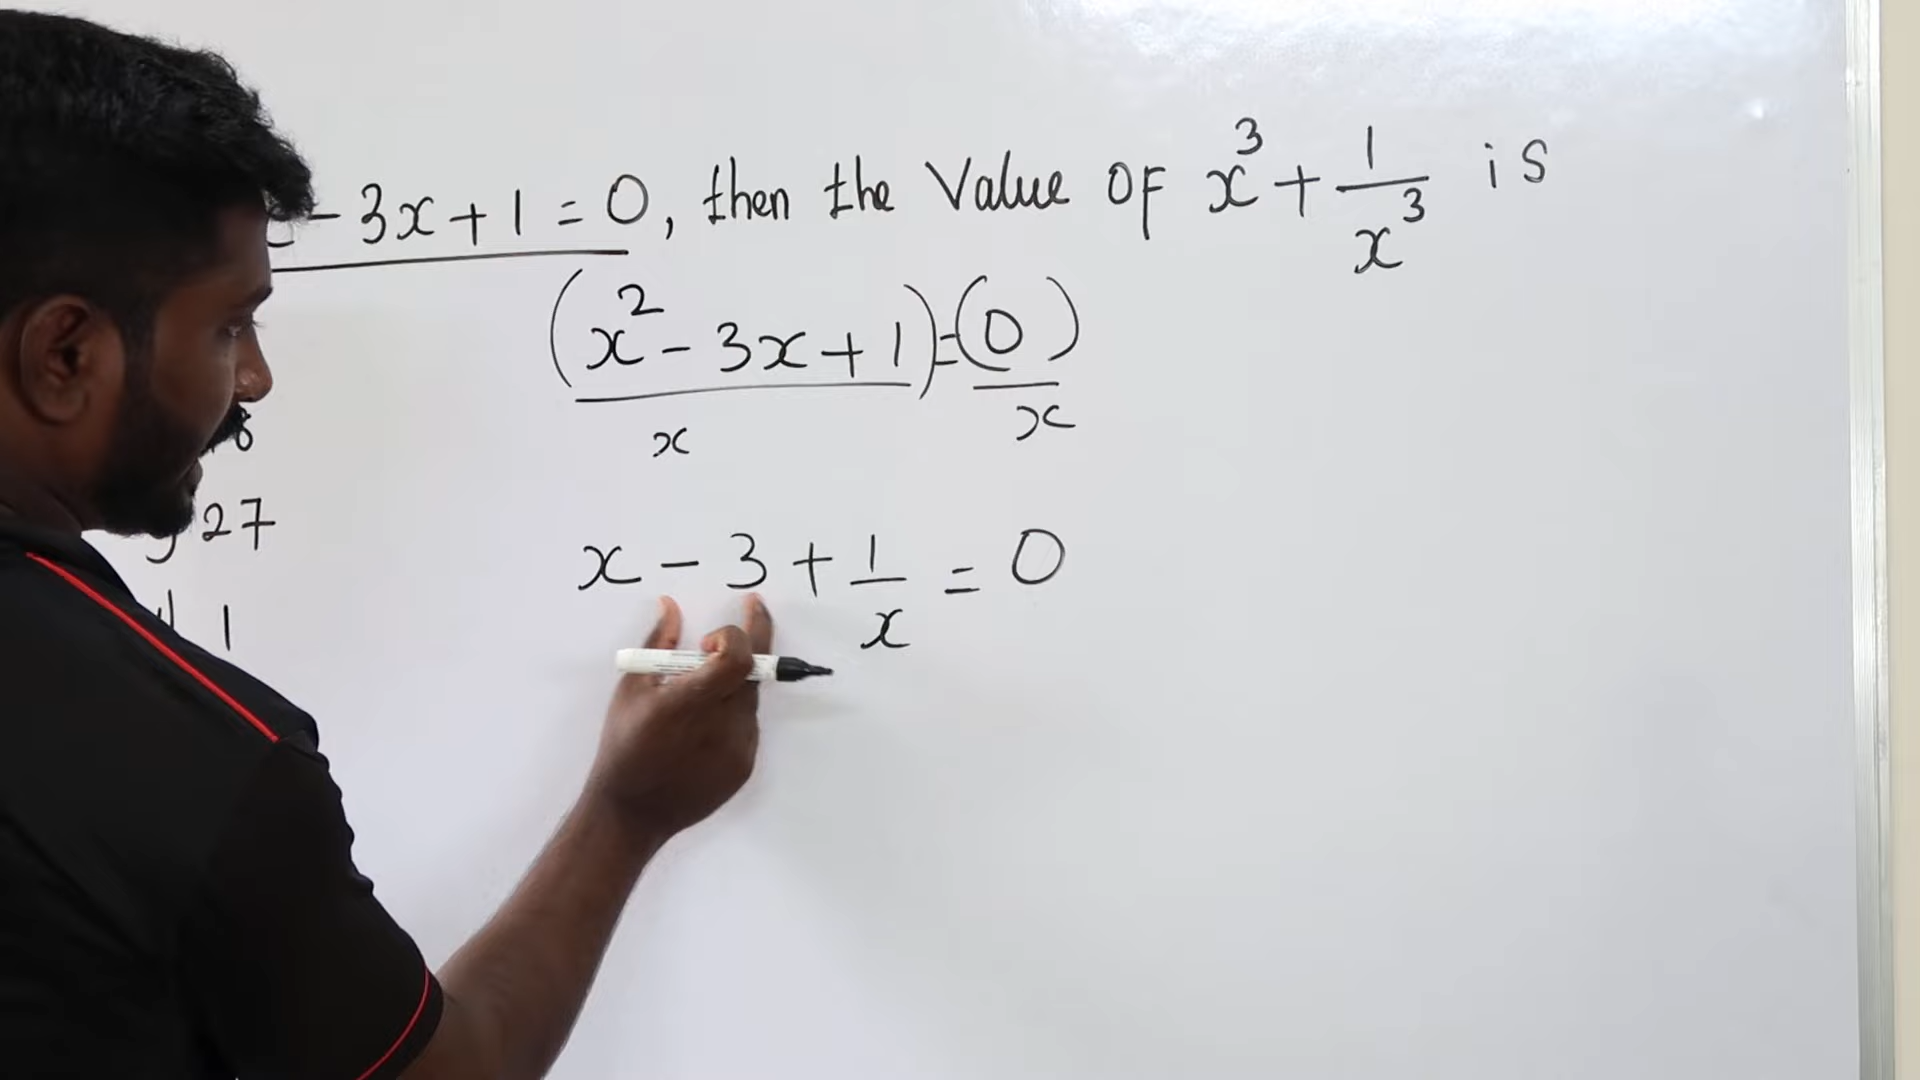 - 3x + 1 = 0, then the Value OF x³ + 1/x³ is
(x² - 3x + 1)/x = (0)/x
8
27
x - 3 + 1/x = 0
1